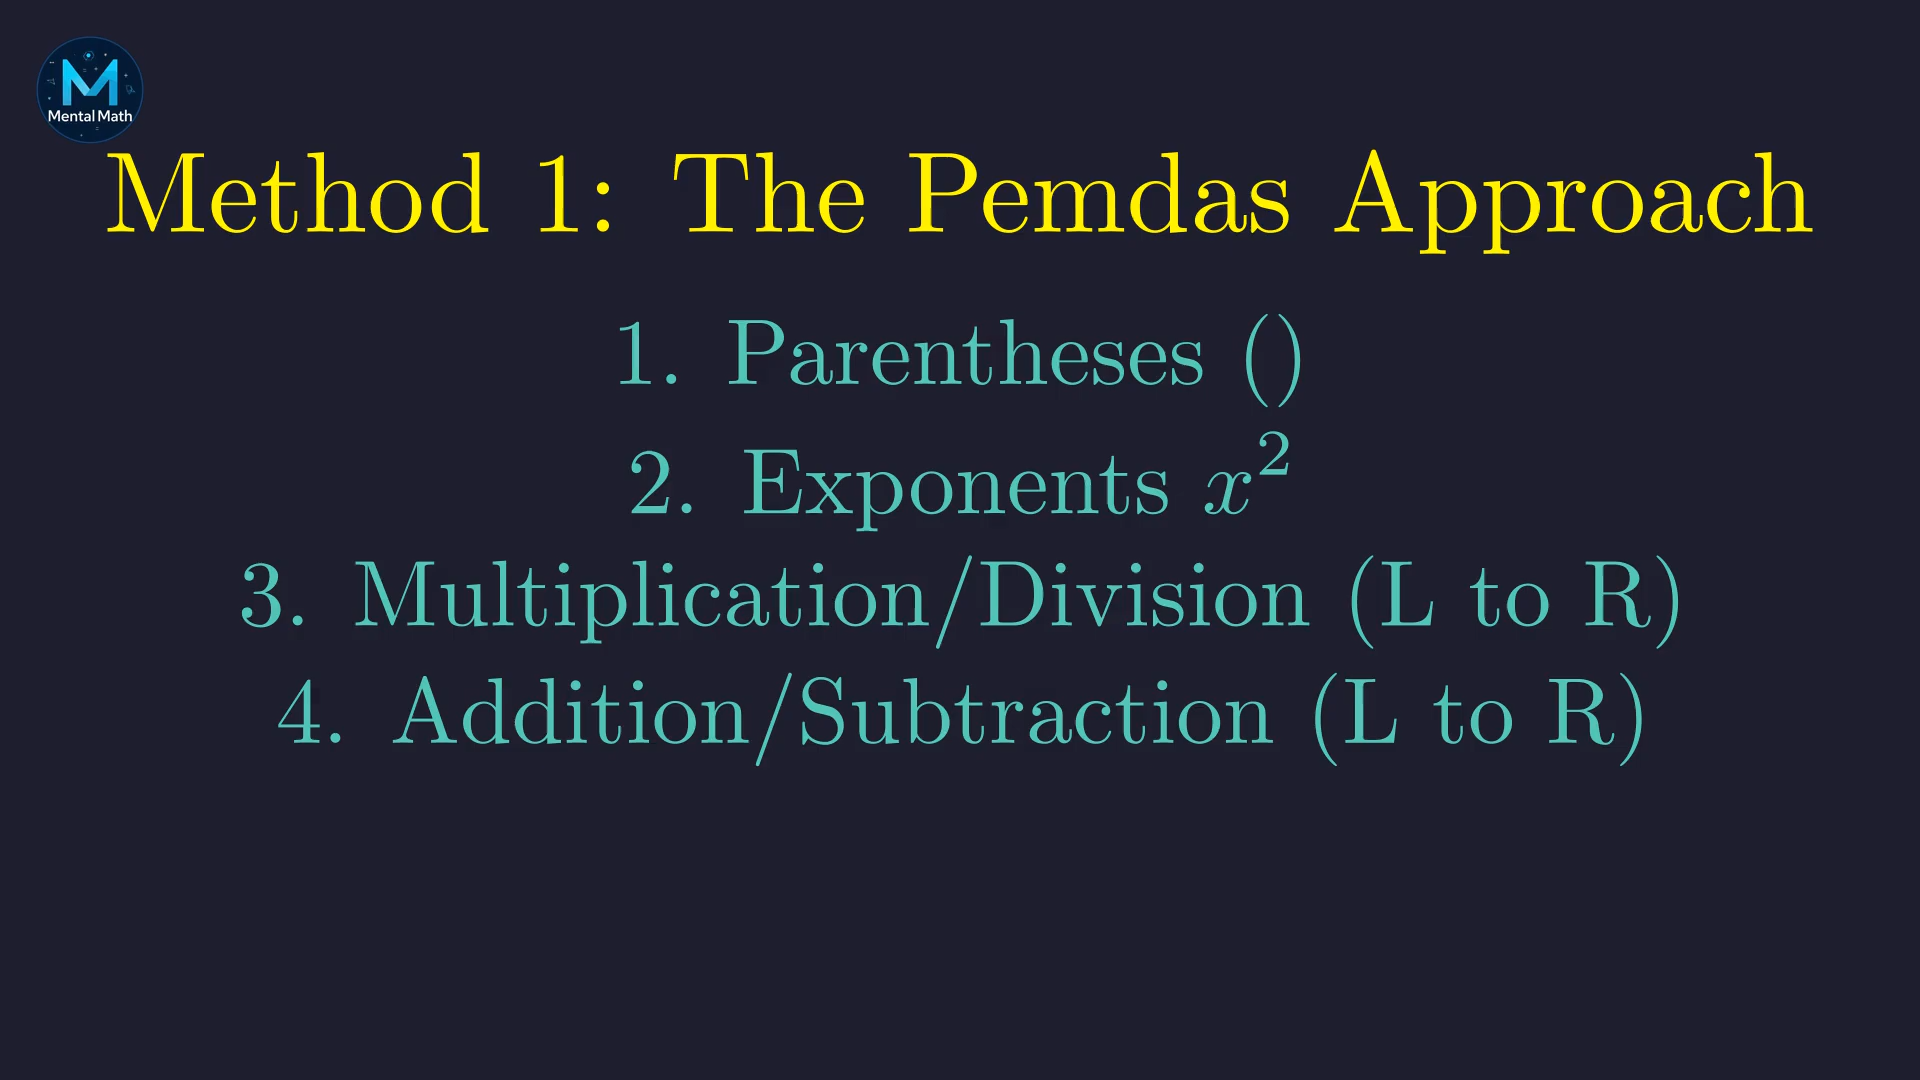 M
Mental Math
Method 1: The Pemdas Approach
1. Parentheses ()
2. Exponents x²
3. Multiplication/Division (L to R)
4. Addition/Subtraction (L to R)